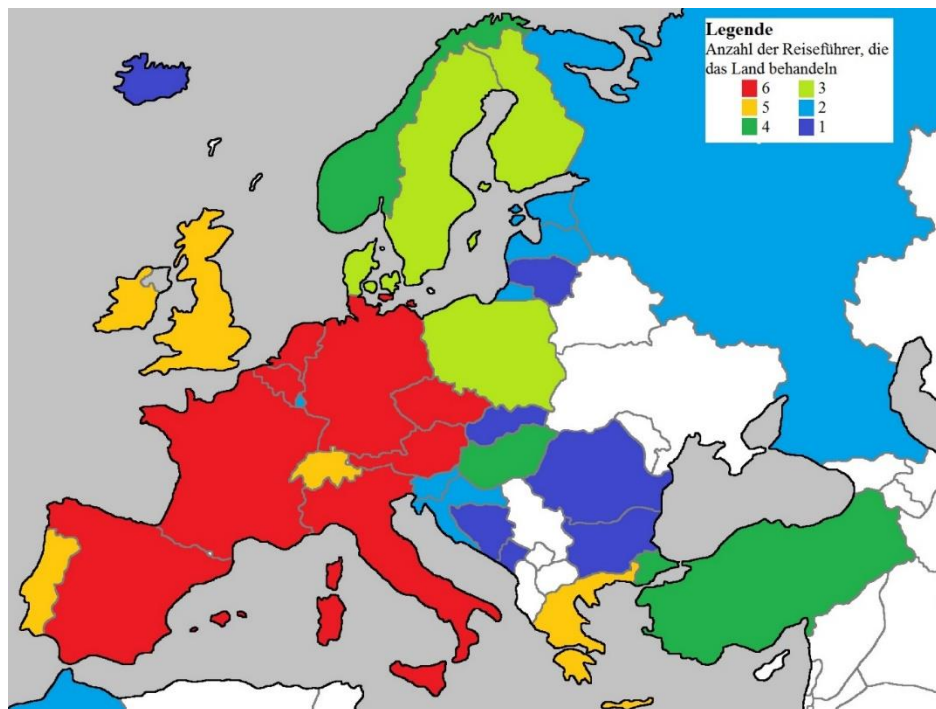 Legende
Anzahl der Reiseführer, die
das Land behandeln
6 3
5 2
4 1